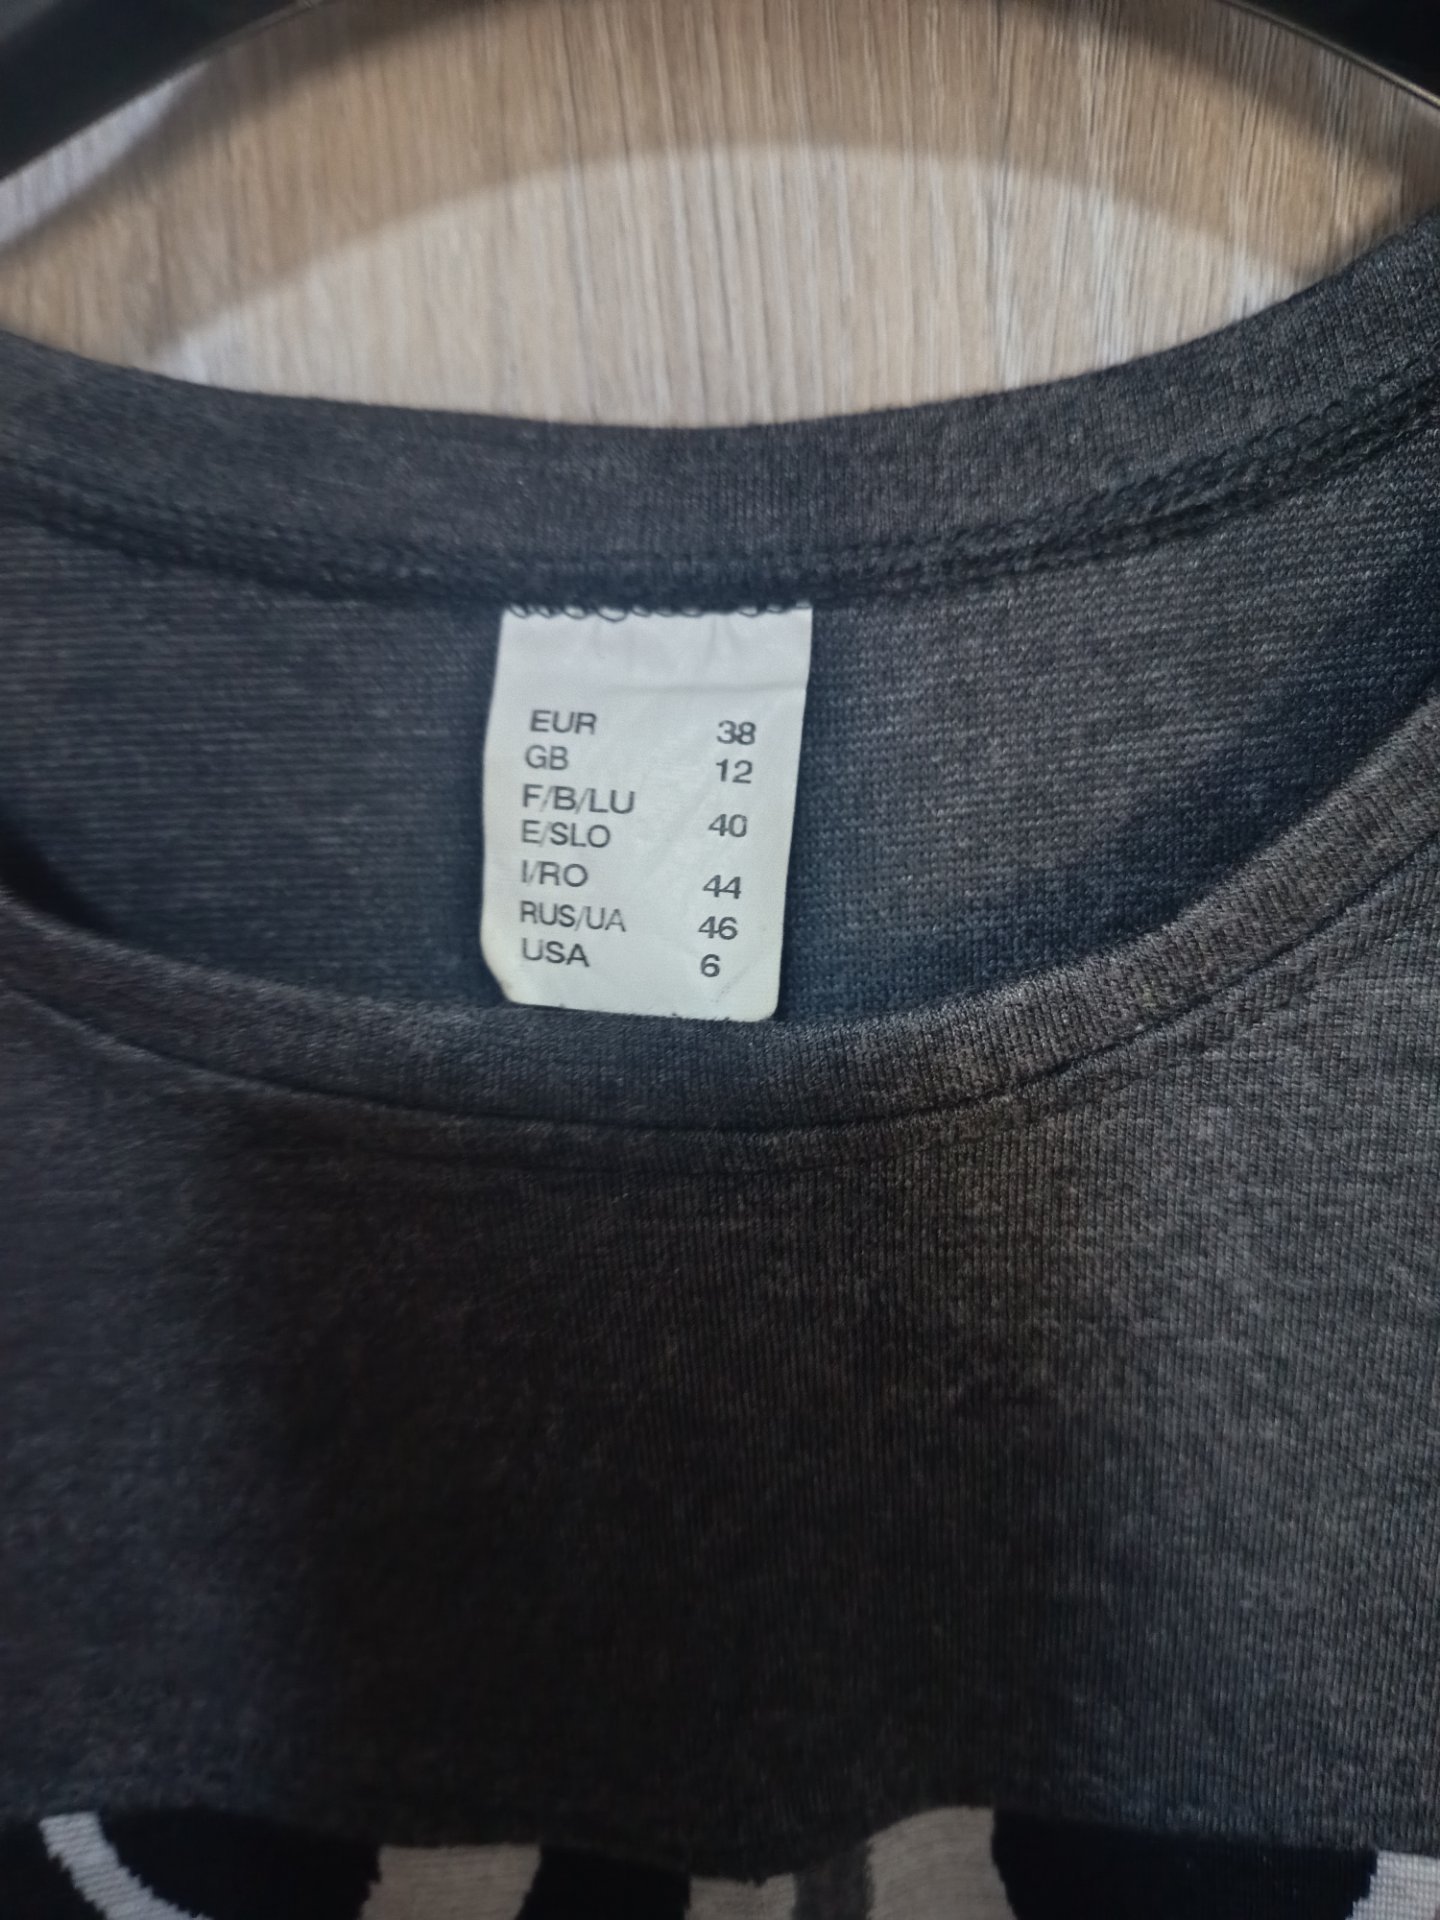 EUR 38
GB 12
F/B/LU
E/SLO 40
I/RO 44
RUS/UA 46
USA 6